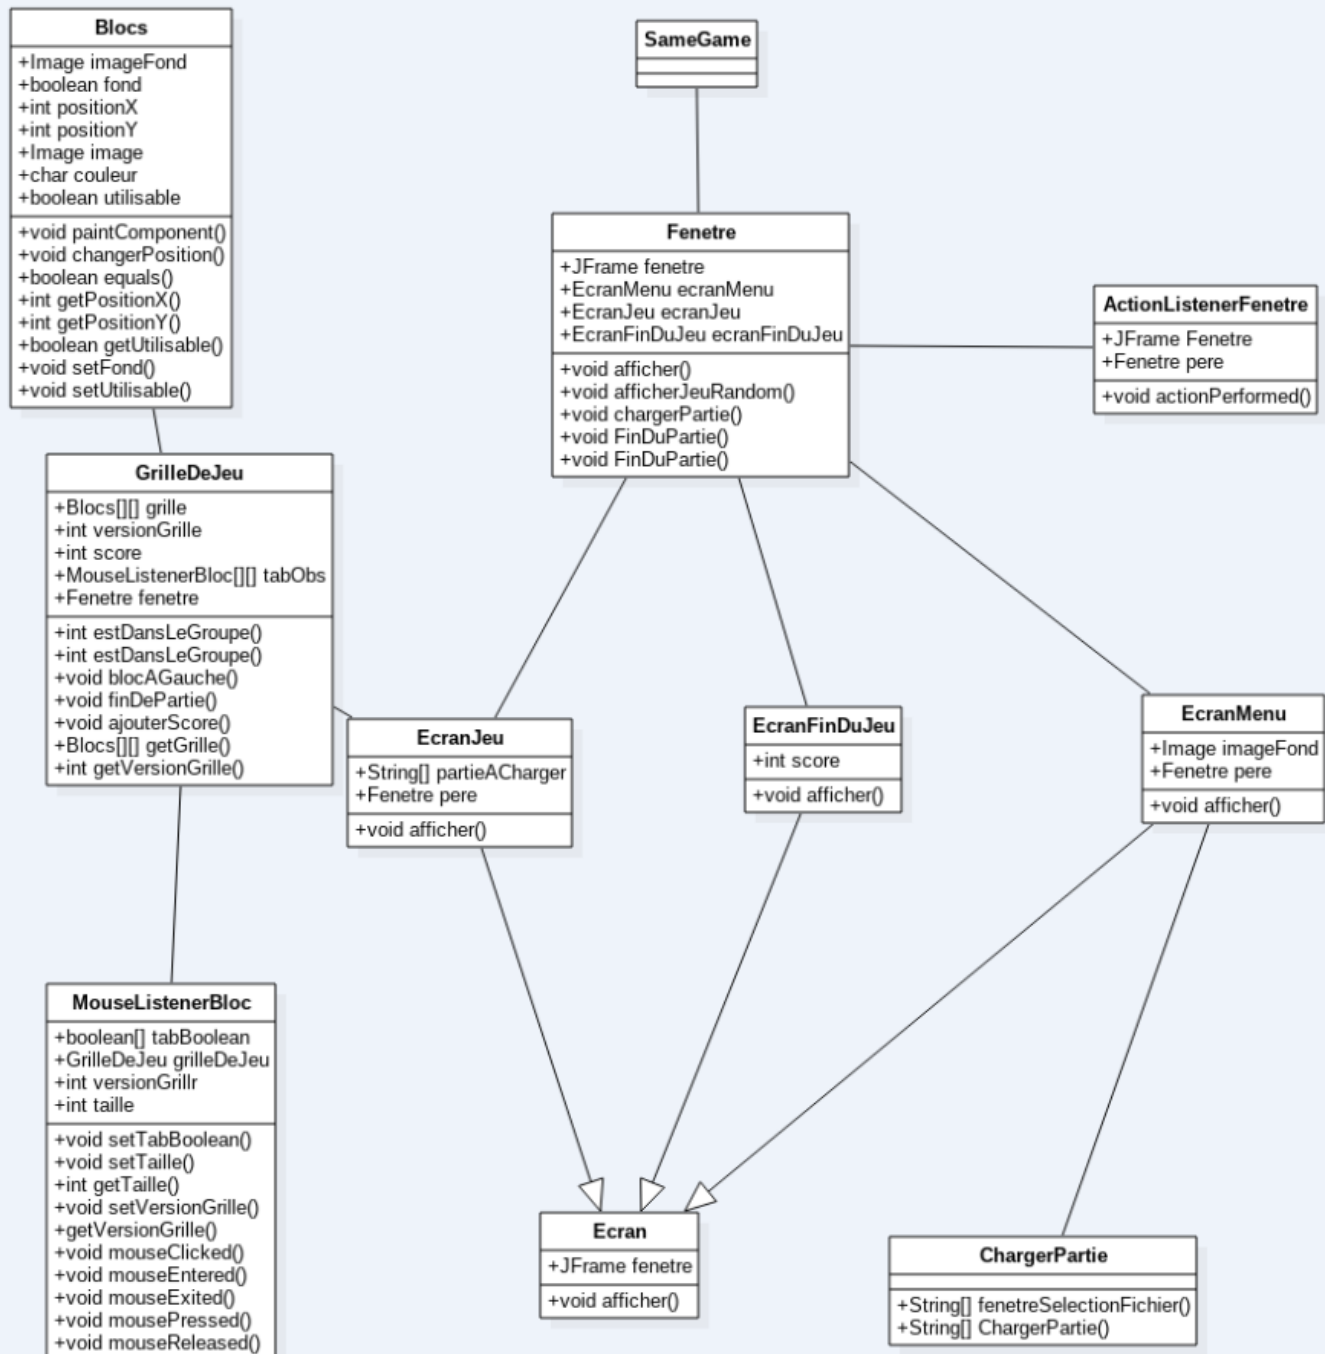 Blocs
+Image imageFond
+boolean fond
+int positionX
+int positionY
+Image image
+char couleur
+boolean utilisable
+void paintComponent()
+void changerPosition()
+boolean equals()
+int getPositionX()
+int getPositionY()
+boolean getUtilisable()
+void setFond()
+void setUtilisable()
SameGame
Fenetre
+JFrame fenetre
+EcranMenu ecranMenu
+EcranJeu ecranJeu
+EcranFinDuJeu ecranFinDuJeu
+void afficher()
+void afficherJeuRandom()
+void chargerPartie()
+void FinDuPartie()
+void FinDuPartie()
ActionListenerFenetre
+JFrame Fenetre
+Fenetre pere
+void actionPerformed()
GrilleDeJeu
+Blocs[][] grille
+int versionGrille
+int score
+MouseListenerBloc[][] tabObs
+Fenetre fenetre
+int estDansLeGroupe()
+int estDansLeGroupe()
+void blocAGauche()
+void finDePartie()
+void ajouterScore()
+Blocs[][] getGrille()
+int getVersionGrille()
EcranJeu
+String[] partieACharger
+Fenetre pere
+void afficher()
EcranFinDuJeu
+int score
+void afficher()
EcranMenu
+Image imageFond
+Fenetre pere
+void afficher()
MouseListenerBloc
+boolean[] tabBoolean
+GrilleDeJeu grilleDeJeu
+int versionGrillr
+int taille
+void setTabBoolean()
+void setTaille()
+int getTaille()
+void setVersionGrille()
+getVersionGrille()
+void mouseClicked()
+void mouseEntered()
+void mouseExited()
+void mousePressed()
+void mouseReleased()
Ecran
+JFrame fenetre
+void afficher()
ChargerPartie
+String[] fenetreSelectionFichier()
+String[] ChargerPartie()